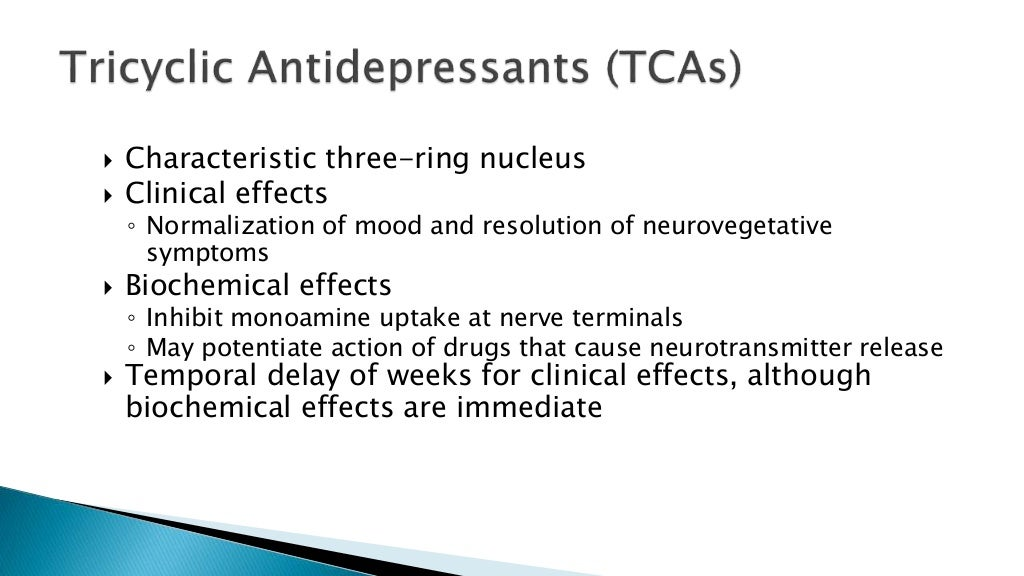 Tricyclic Antidepressants (TCAs)
Characteristic three-ring nucleus
Clinical effects
Normalization of mood and resolution of neurovegetative
symptoms
Biochemical effects
Inhibit monoamine uptake at nerve terminals
May potentiate action of drugs that cause neurotransmitter release
Temporal delay of weeks for clinical effects, although
biochemical effects are immediate